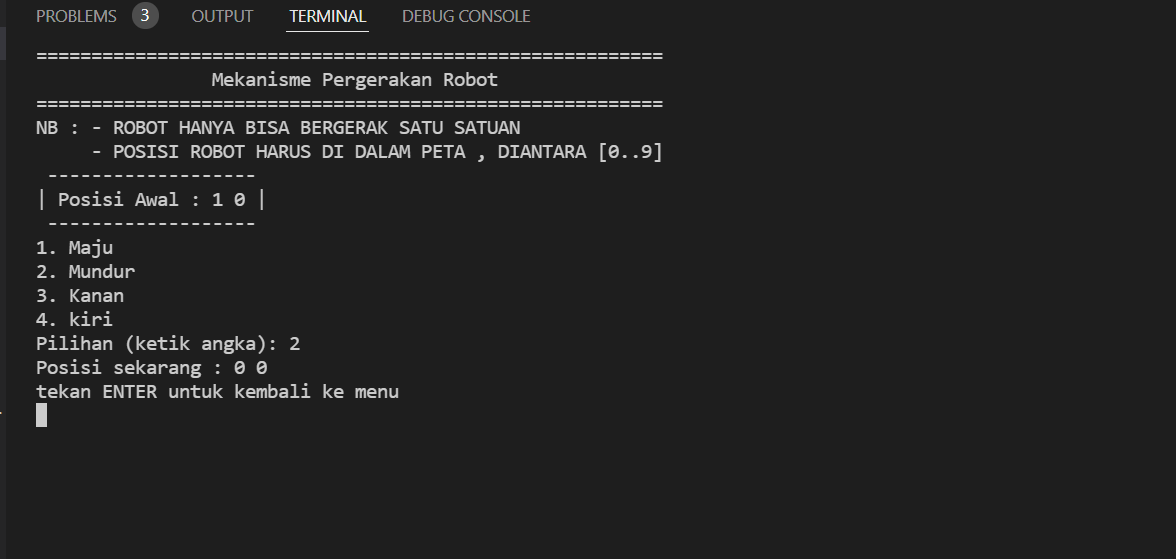 PROBLEMS 3 OUTPUT TERMINAL DEBUG CONSOLE
=========================================================
Mekanisme Pergerakan Robot
=========================================================
NB : - ROBOT HANYA BISA BERGERAK SATU SATUAN
- POSISI ROBOT HARUS DI DALAM PETA , DIANTARA [0..9]
-------------------
| Posisi Awal : 1 0 |
-------------------
1. Maju
2. Mundur
3. Kanan
4. kiri
Pilihan (ketik angka): 2
Posisi sekarang : 0 0
tekan ENTER untuk kembali ke menu